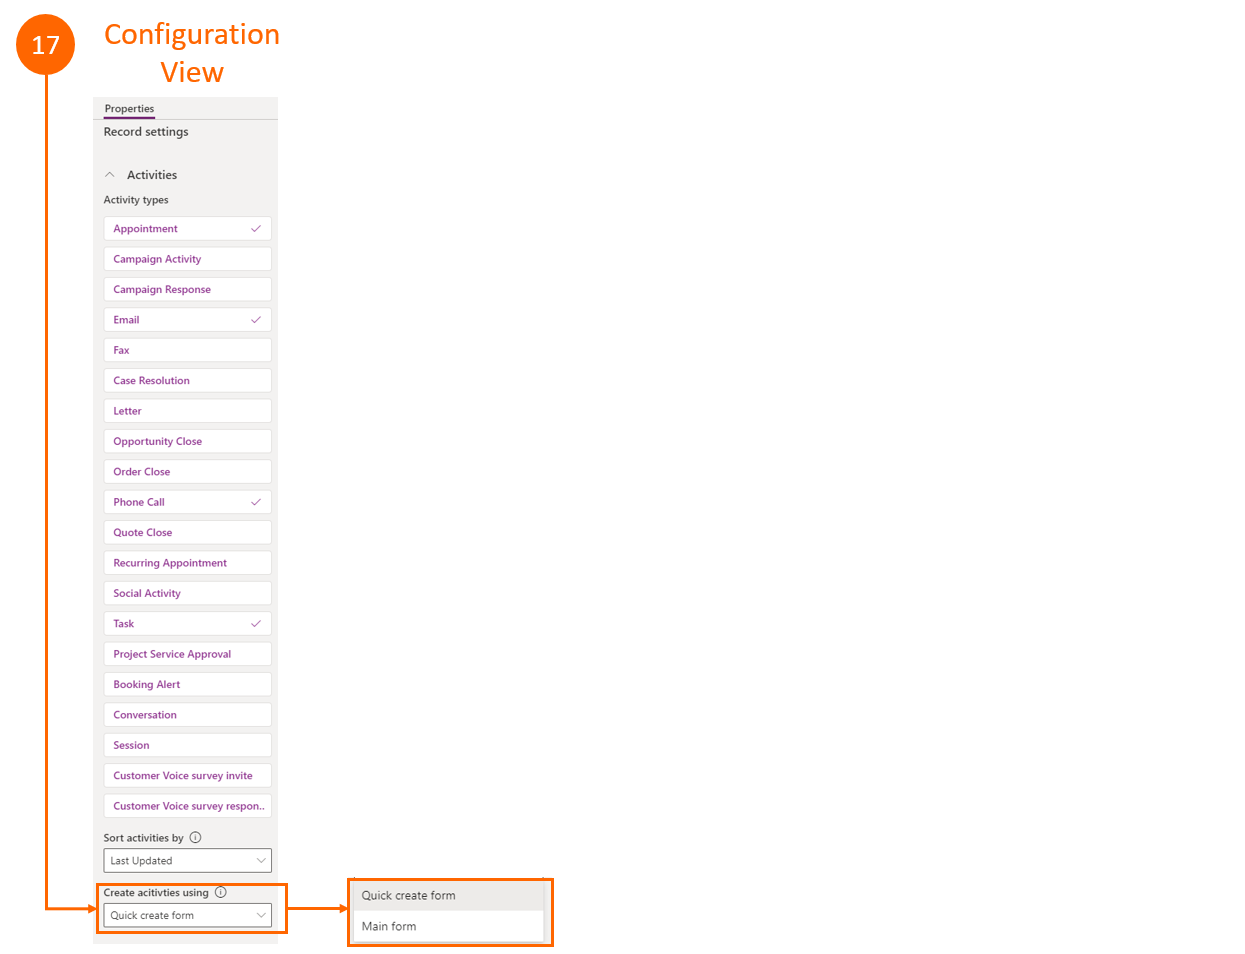 17
Configuration
View
Properties
Record settings
Activities
Activity types
Appointment
Campaign Activity
Campaign Response
Email
Fax
Case Resolution
Letter
Opportunity Close
Order Close
Phone Call
Quote Close
Recurring Appointment
Social Activity
Task
Project Service Approval
Booking Alert
Conversation
Session
Customer Voice survey invite
Customer Voice survey respon..
Sort activities by
Last Updated
Create acitivties using
Quick create form
Quick create form
Main form